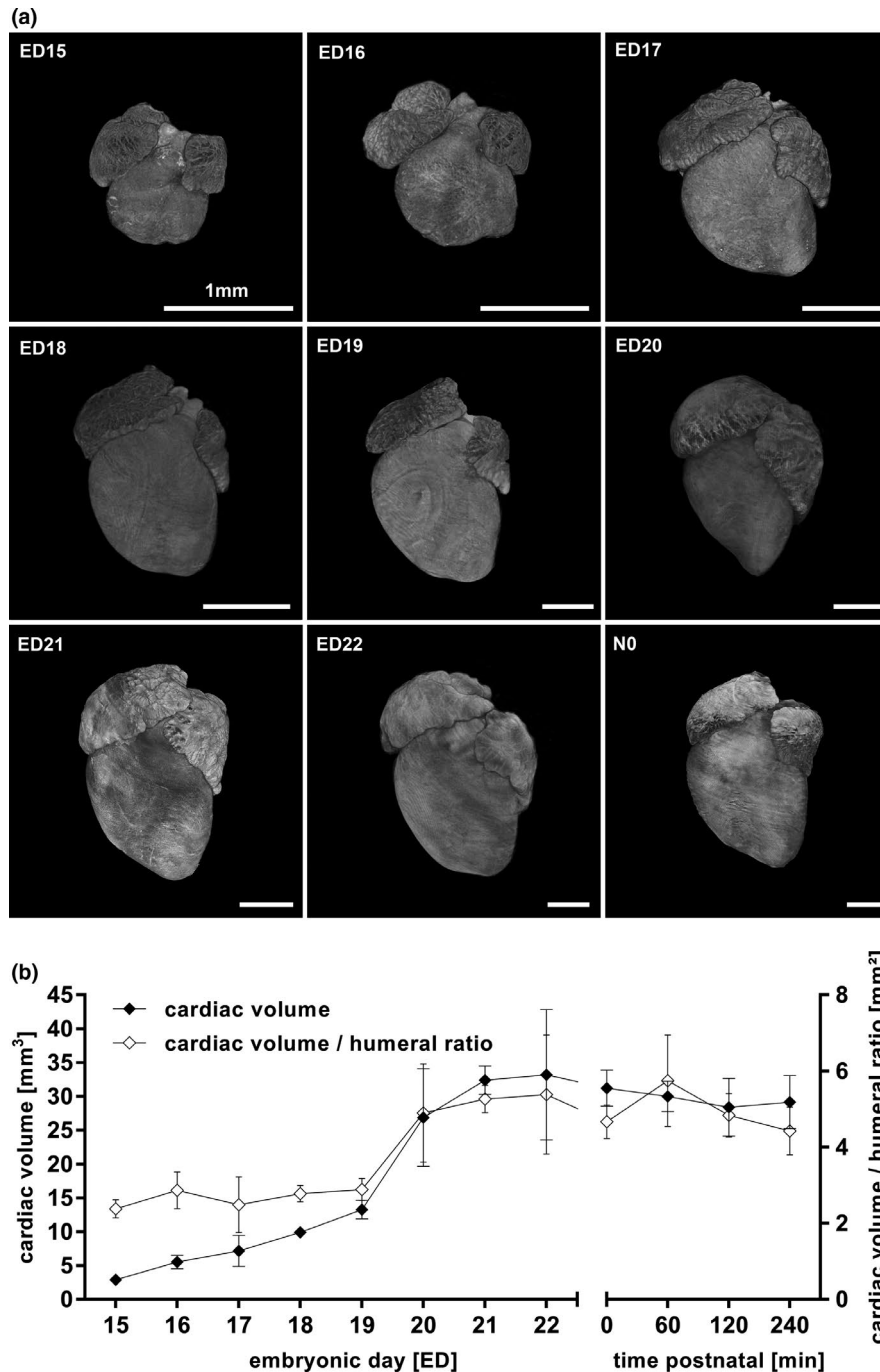 (a)
ED15
ED16
ED17
1mm
ED18
ED19
ED20
ED21
ED22
N0
(b)
cardiac volume
cardiac volume / humeral ratio
cardiac volume [mm³]
45
40
35
30
25
20
15
10
5
0
15 16 17 18 19 20 21 22
embryonic day [ED]
0 60 120 240
time postnatal [min]
8
6
4
2
0
cardiac volume / humeral ratio [mm²]